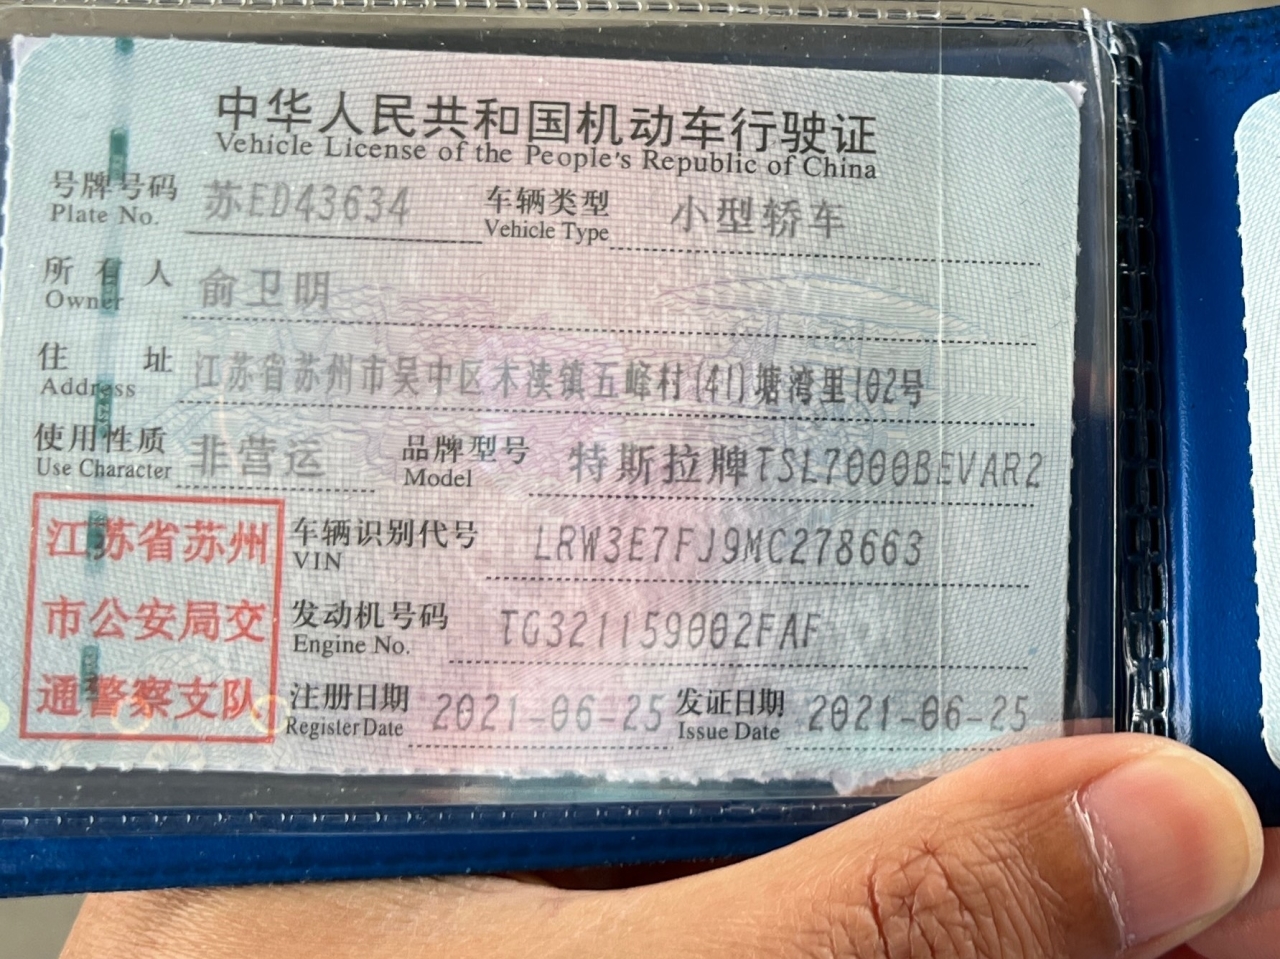 中华人民共和国机动车行驶证
Vehicle License of the People's Republic of China
号牌号码 苏ED43634 车辆类型 小型轿车
Plate No. Vehicle Type
所有人 俞卫明
Owner
住址 江苏省苏州市吴中区木渎镇五峰村(41)塘湾里102号
Address
使用性质 非营运 品牌型号 特斯拉牌TSL7000BEVAR2
Use Character Model
车辆识别代号 LRW3E7FJ9MC278663
VIN
发动机号码 TG321159002FAF
Engine No.
注册日期 2021-06-25 发证日期 2021-06-25
Register Date Issue Date
江苏省苏州
市公安局交
通警察支队